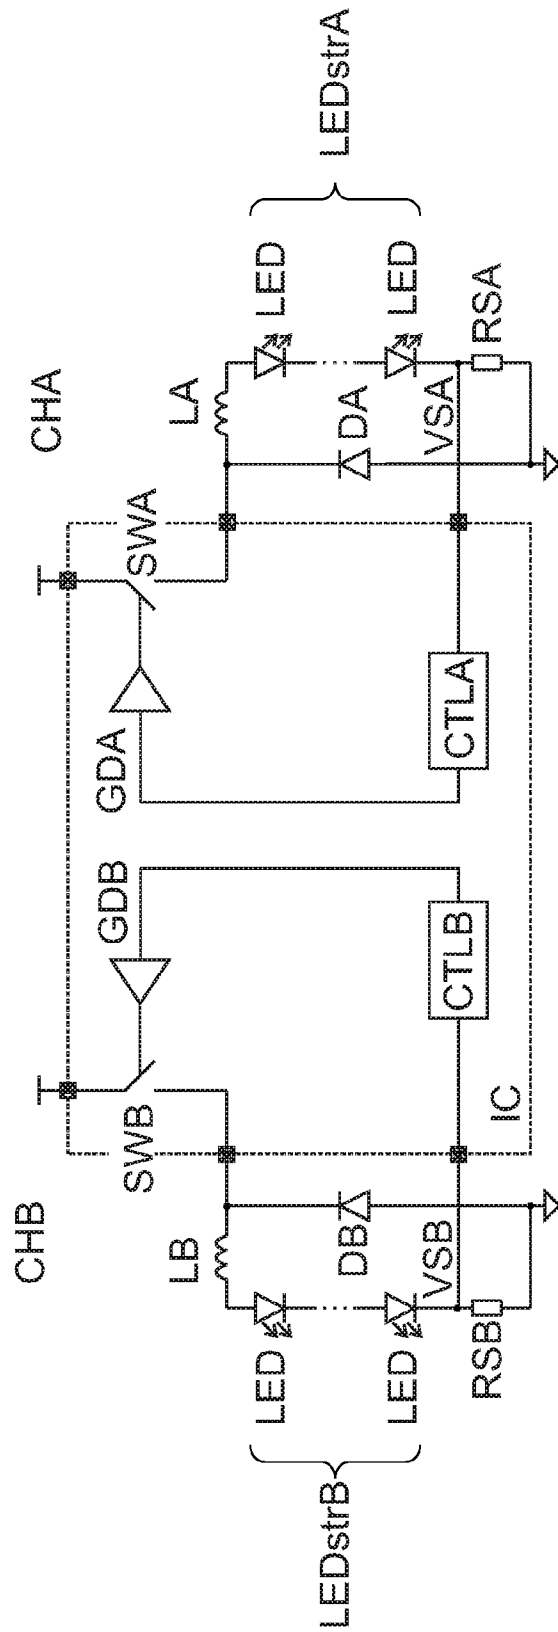 CHB
CHA
SWB
GDB
GDA
SWA
LB
LA
LED
LED
LEDstrB
DB
DA
LEDstrA
LED
LED
VSB
CTLB
CTLA
VSA
RSB
IC
RSA